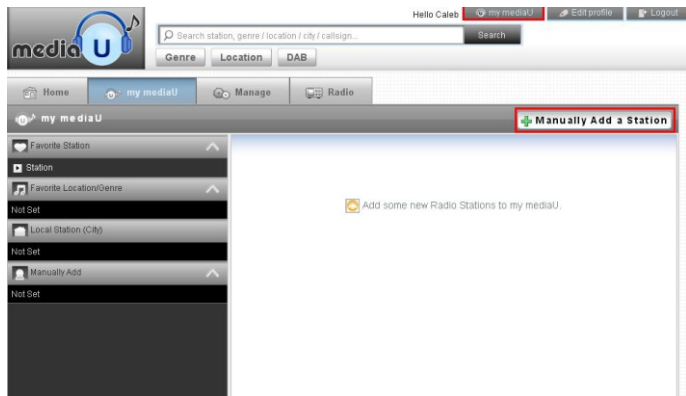 Hello Caleb my mediaU Edit profile Logout
media U
Search station, genre / location / city / callsign... Search
Genre Location DAB
Home my mediaU Manage Radio
my mediaU Manually Add a Station
Favorite Station
Station
Favorite Location/Genre
Not Set
Add some new Radio Stations to my mediaU.
Local Station (City)
Not Set
Manually Add
Not Set